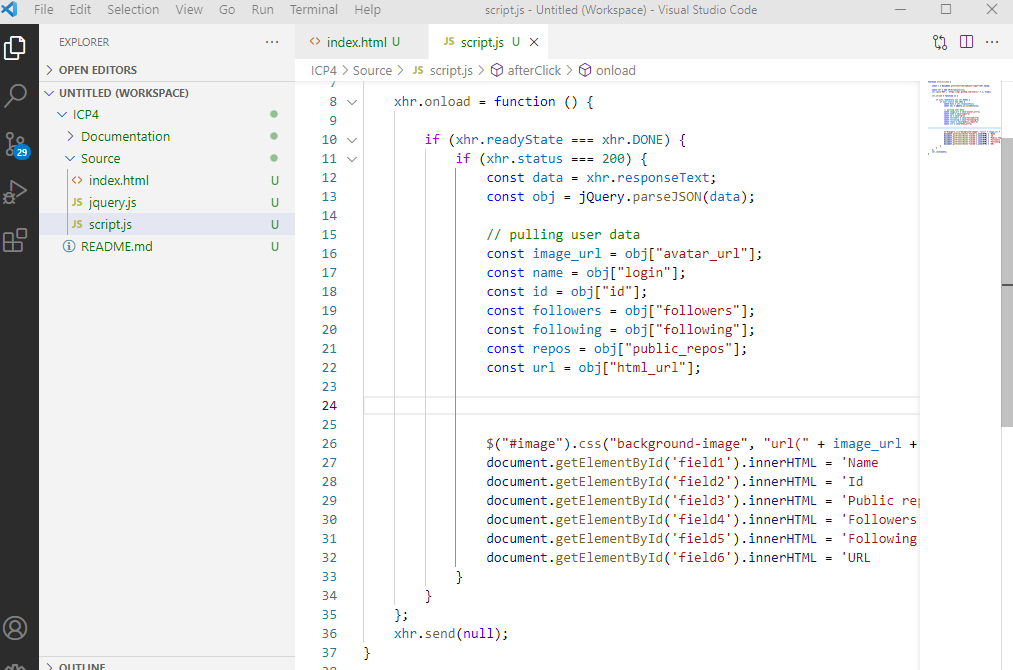 File Edit Selection View Go Run Terminal Help script.js - Untitled (Workspace) - Visual Studio Code
EXPLORER ···
OPEN EDITORS
UNTITLED (WORKSPACE)
ICP4
Documentation
Source
index.html U
JS jquery.js U
JS script.js U
README.md U
29
OUTLINE
index.html U JS script.js U
ICP4 > Source > JS script.js > afterClick > onload
7
8 xhr.onload = function () {
9
10 if (xhr.readyState === xhr.DONE) {
11 if (xhr.status === 200) {
12 const data = xhr.responseText;
13 const obj = jQuery.parseJSON(data);
14
15 // pulling user data
16 const image_url = obj["avatar_url"];
17 const name = obj["login"];
18 const id = obj["id"];
19 const followers = obj["followers"];
20 const following = obj["following"];
21 const repos = obj["public_repos"];
22 const url = obj["html_url"];
23
24
25
26 $("#image").css("background-image", "url(" + image_url +
27 document.getElementById('field1').innerHTML = 'Name
28 document.getElementById('field2').innerHTML = 'Id
29 document.getElementById('field3').innerHTML = 'Public rep
30 document.getElementById('field4').innerHTML = 'Followers
31 document.getElementById('field5').innerHTML = 'Following
32 document.getElementById('field6').innerHTML = 'URL
33 }
34 }
35 };
36 xhr.send(null);
37 }
38